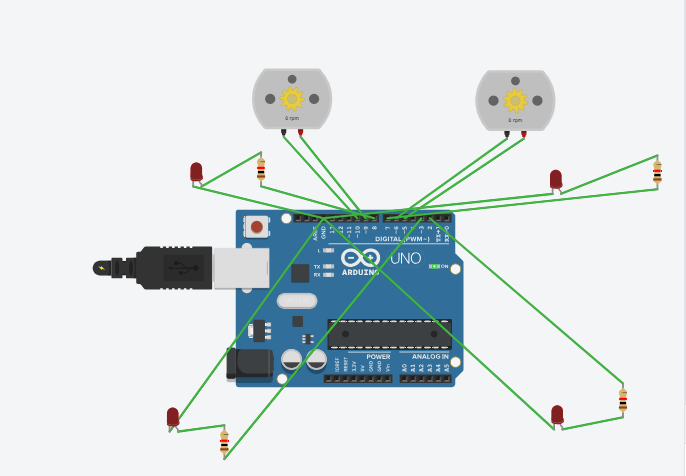 8 rpm
8 rpm
AREF
GND
13
12
~11
~10
~9
8
7
~6
~5
4
~3
2
TX→1
RX←0
DIGITAL (PWM~)
L
TX
RX
ARDUINO
UNO
ON
POWER
ANALOG IN
IOREF
RESET
3.3V
5V
GND
GND
Vin
A0
A1
A2
A3
A4
A5